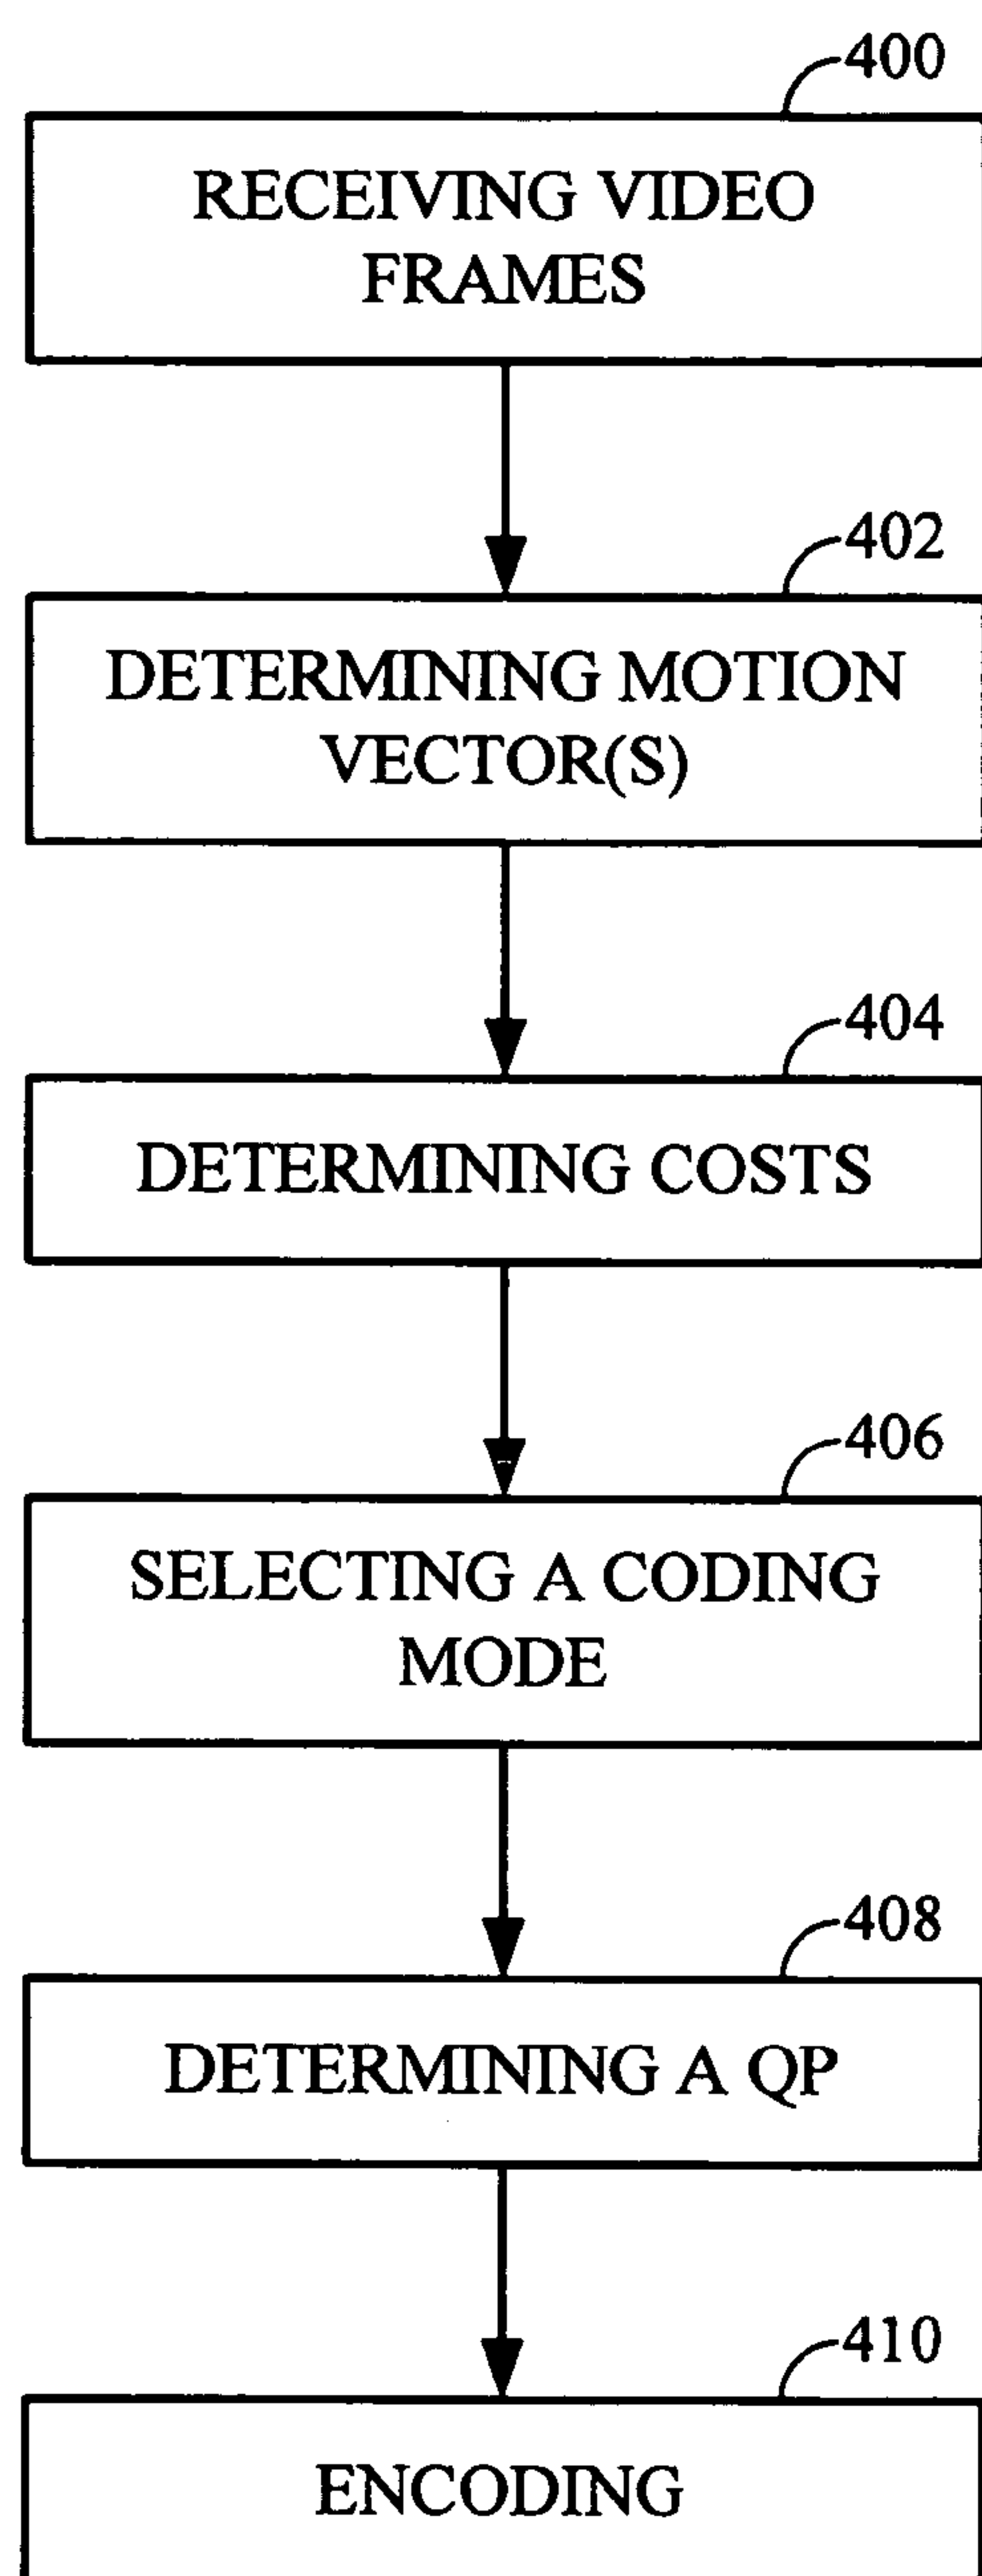 400
RECEIVING VIDEO
FRAMES
402
DETERMINING MOTION
VECTOR(S)
404
DETERMINING COSTS
406
SELECTING A CODING
MODE
408
DETERMINING A QP
410
ENCODING